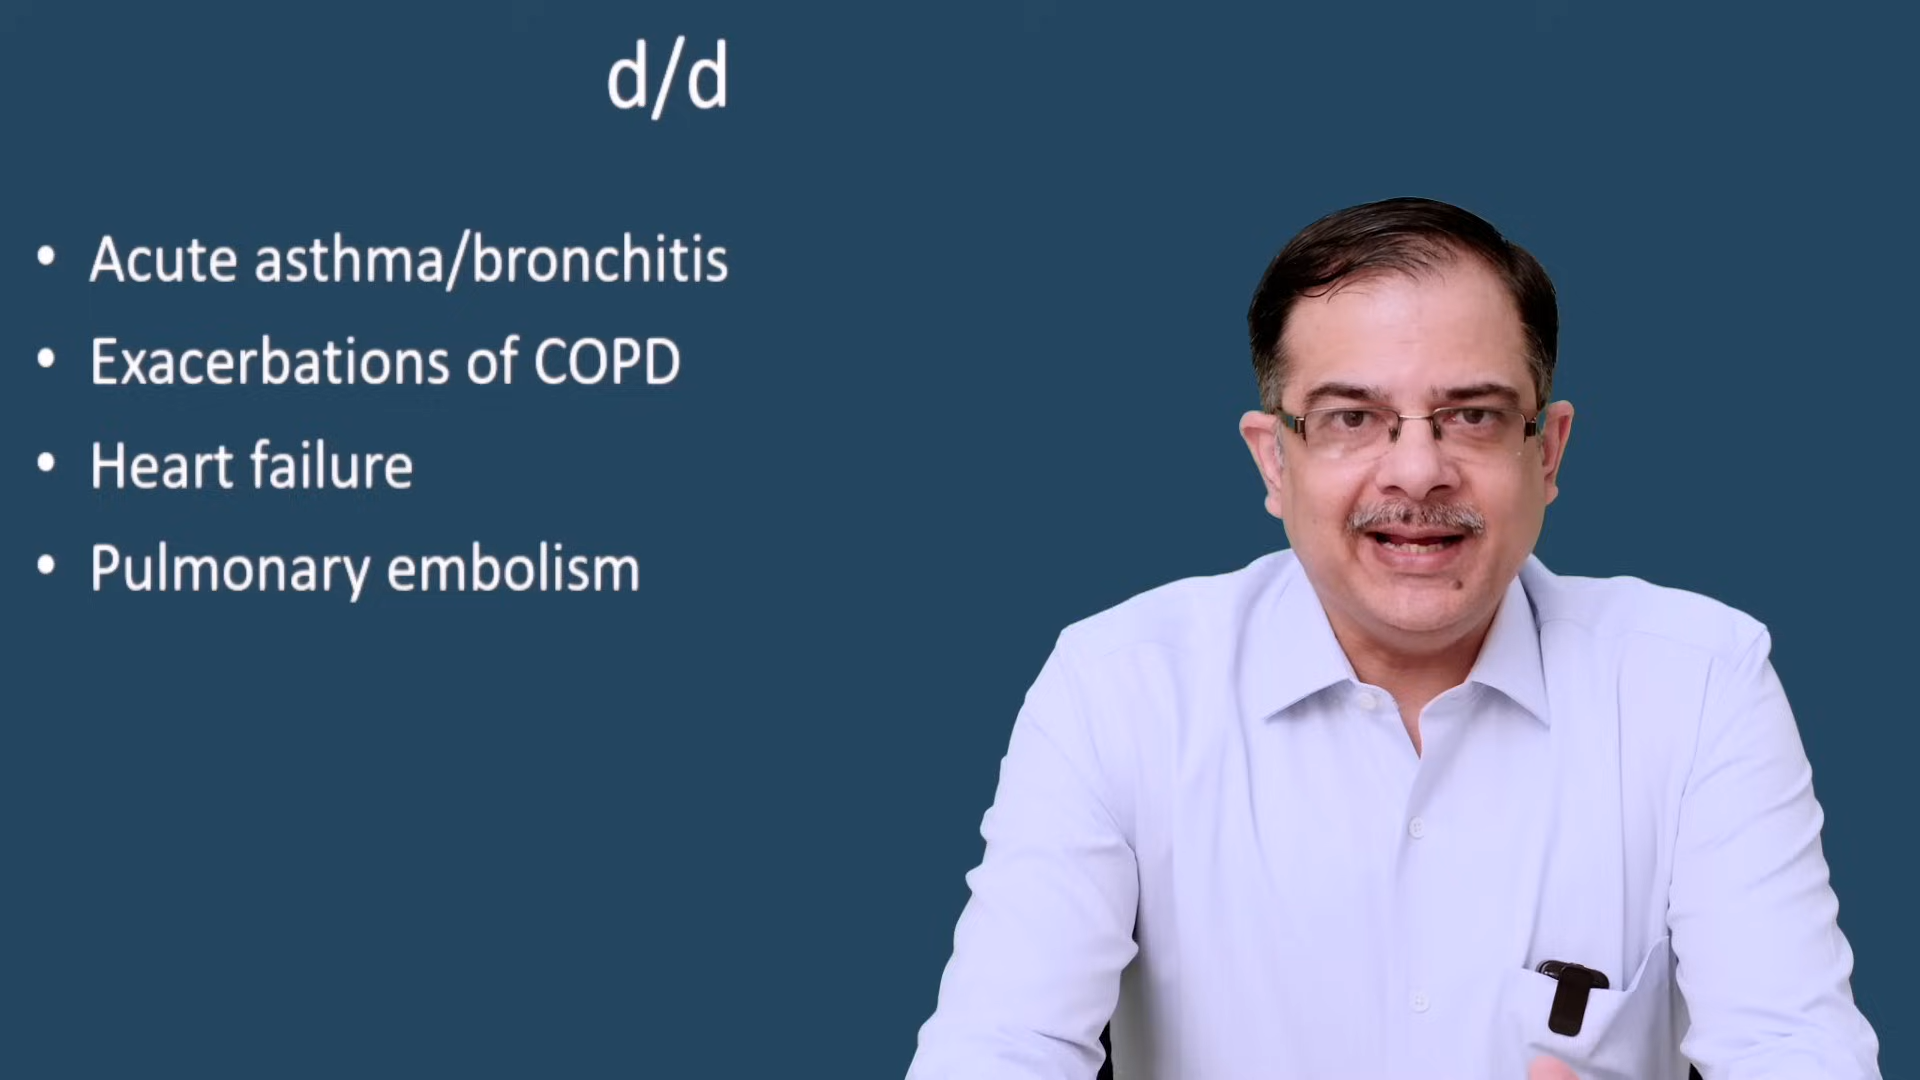 d/d
• Acute asthma/bronchitis
• Exacerbations of COPD
• Heart failure
• Pulmonary embolism